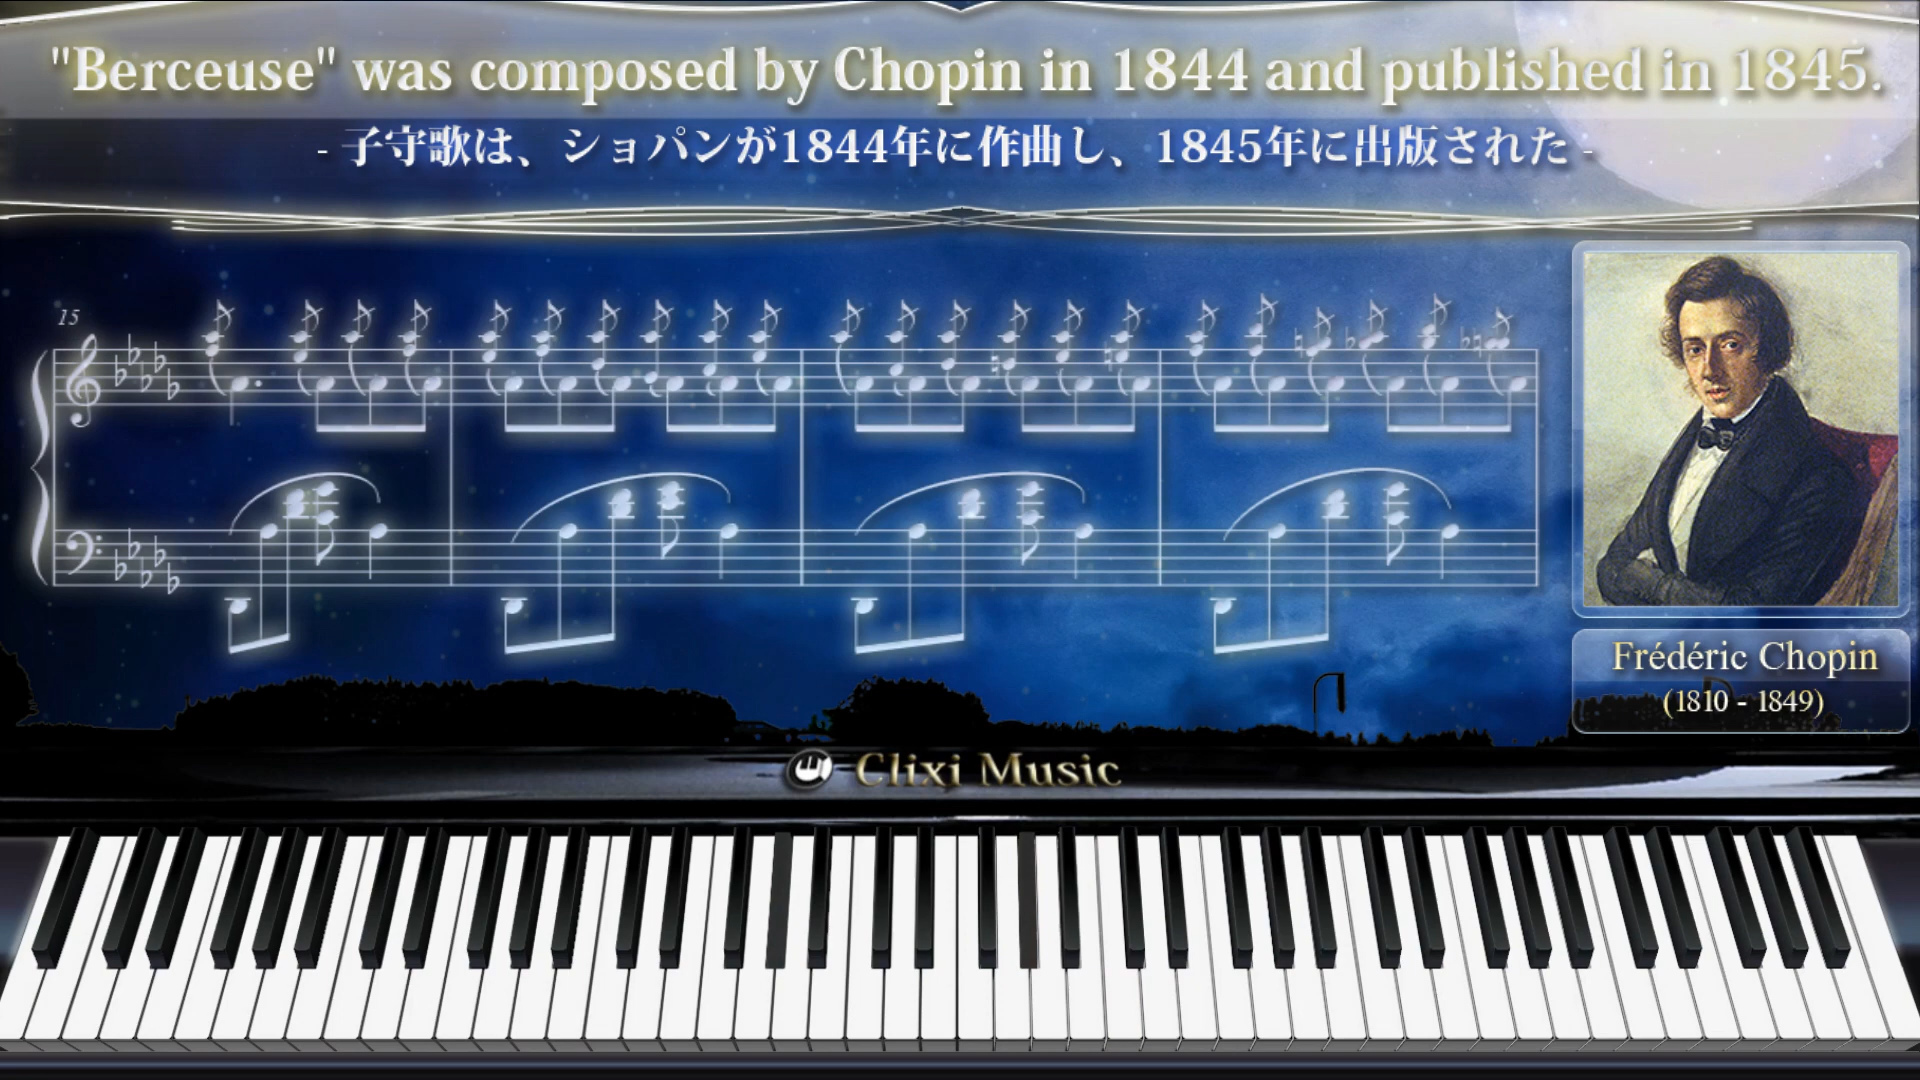 "Berceuse" was composed by Chopin in 1844 and published in 1845.
- 子守歌は、ショパンが1844年に作曲し、1845年に出版された -
15
Frédéric Chopin
(1810 - 1849)
Clixi Music